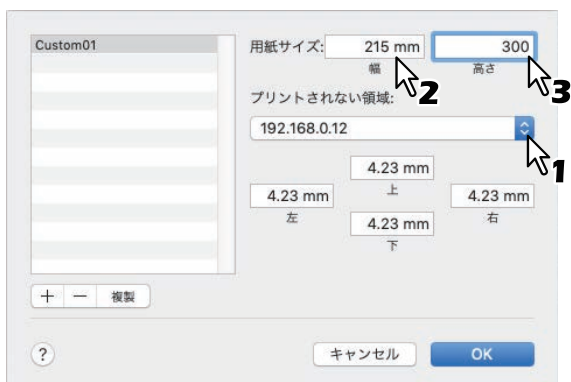 Custom01
用紙サイズ: 215 mm 300
幅 高さ
2 3
プリントされない領域:
192.168.0.12
1
4.23 mm
上
4.23 mm 4.23 mm
左 右
4.23 mm
下
+ − 複製
? キャンセル OK